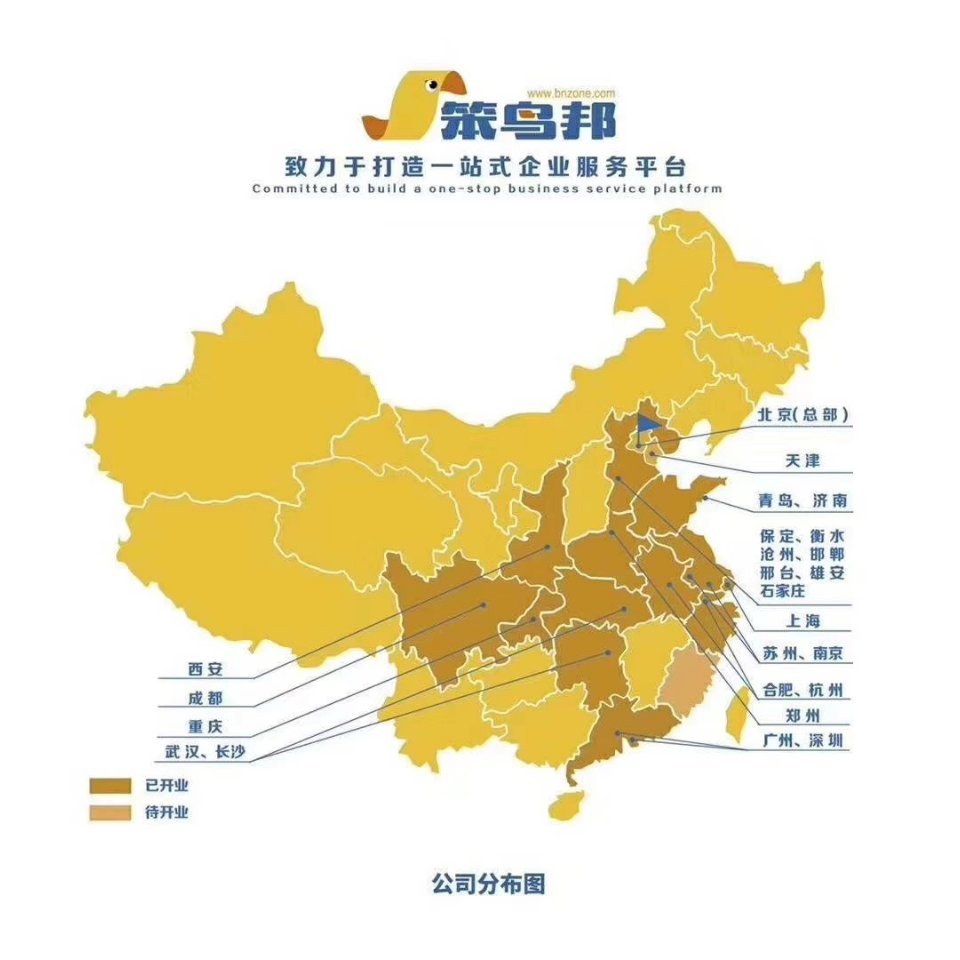 www.bnzone.com
笨鸟邦
致力于打造一站式企业服务平台
Committed to build a one-stop business service platform
北京(总部)
天津
青岛、济南
保定、衡水
沧州、邯郸
邢台、雄安
石家庄
上海
苏州、南京
合肥、杭州
郑州
广州、深圳
西安
成都
重庆
武汉、长沙
已开业
待开业
公司分布图